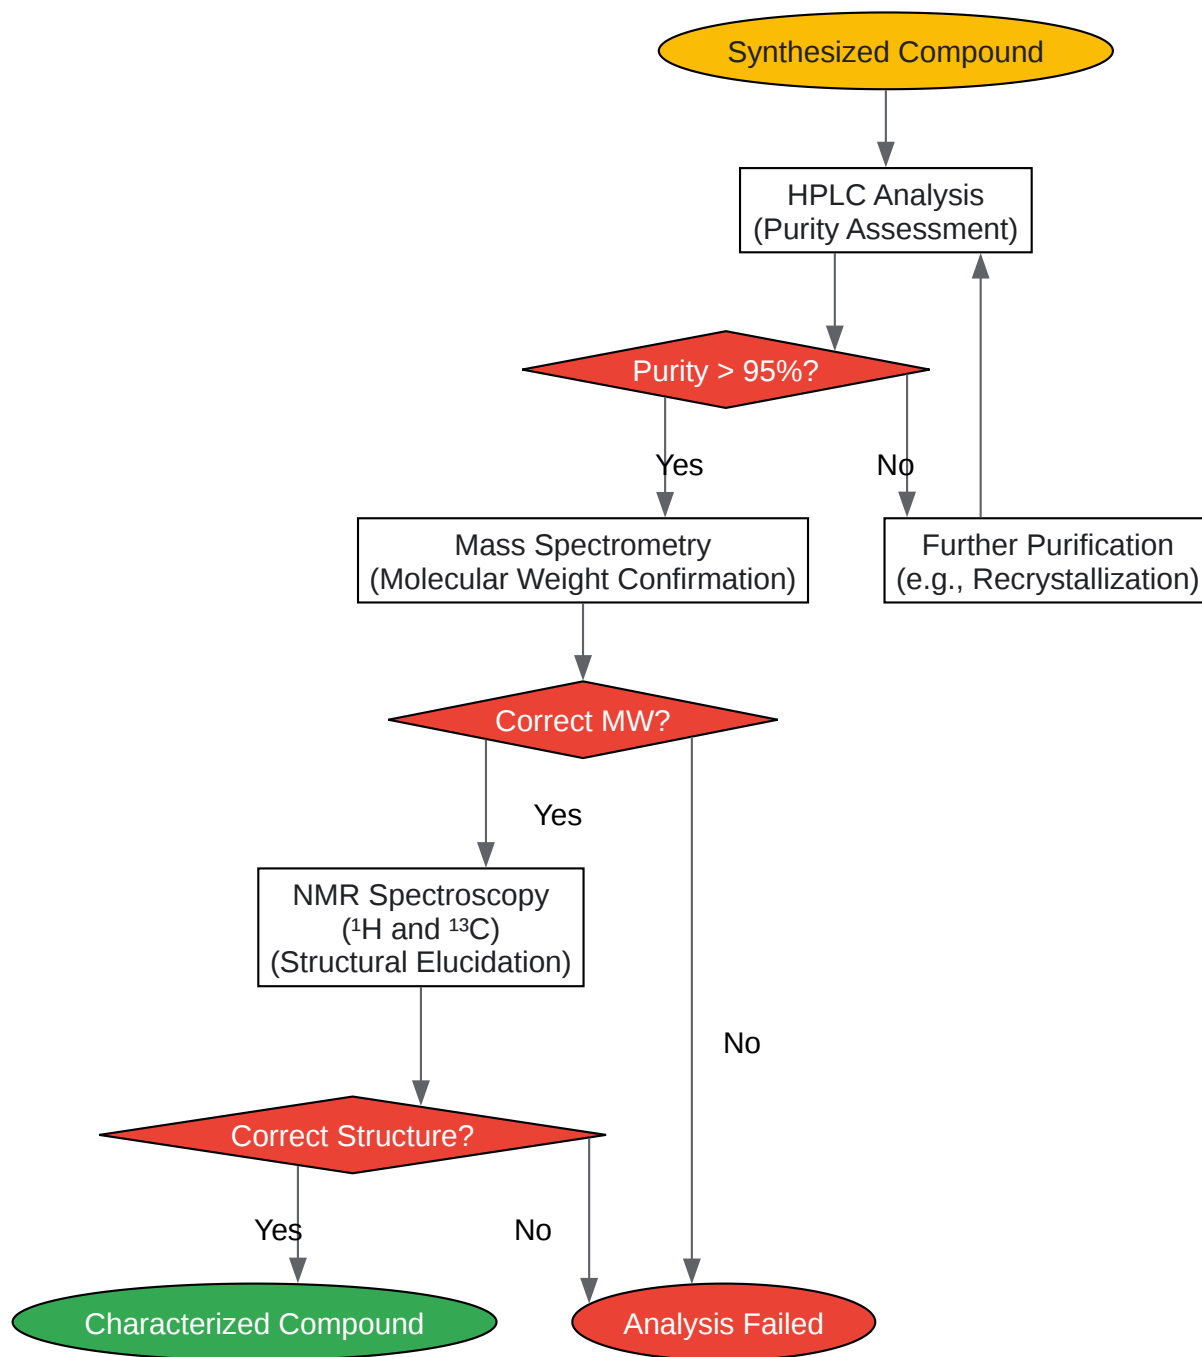 Synthesized Compound
HPLC Analysis
(Purity Assessment)
Purity > 95%?
Yes
No
Mass Spectrometry
(Molecular Weight Confirmation)
Further Purification
(e.g., Recrystallization)
Correct MW?
Yes
NMR Spectroscopy
(¹H and ¹³C)
(Structural Elucidation)
No
Correct Structure?
Yes
No
Characterized Compound
Analysis Failed